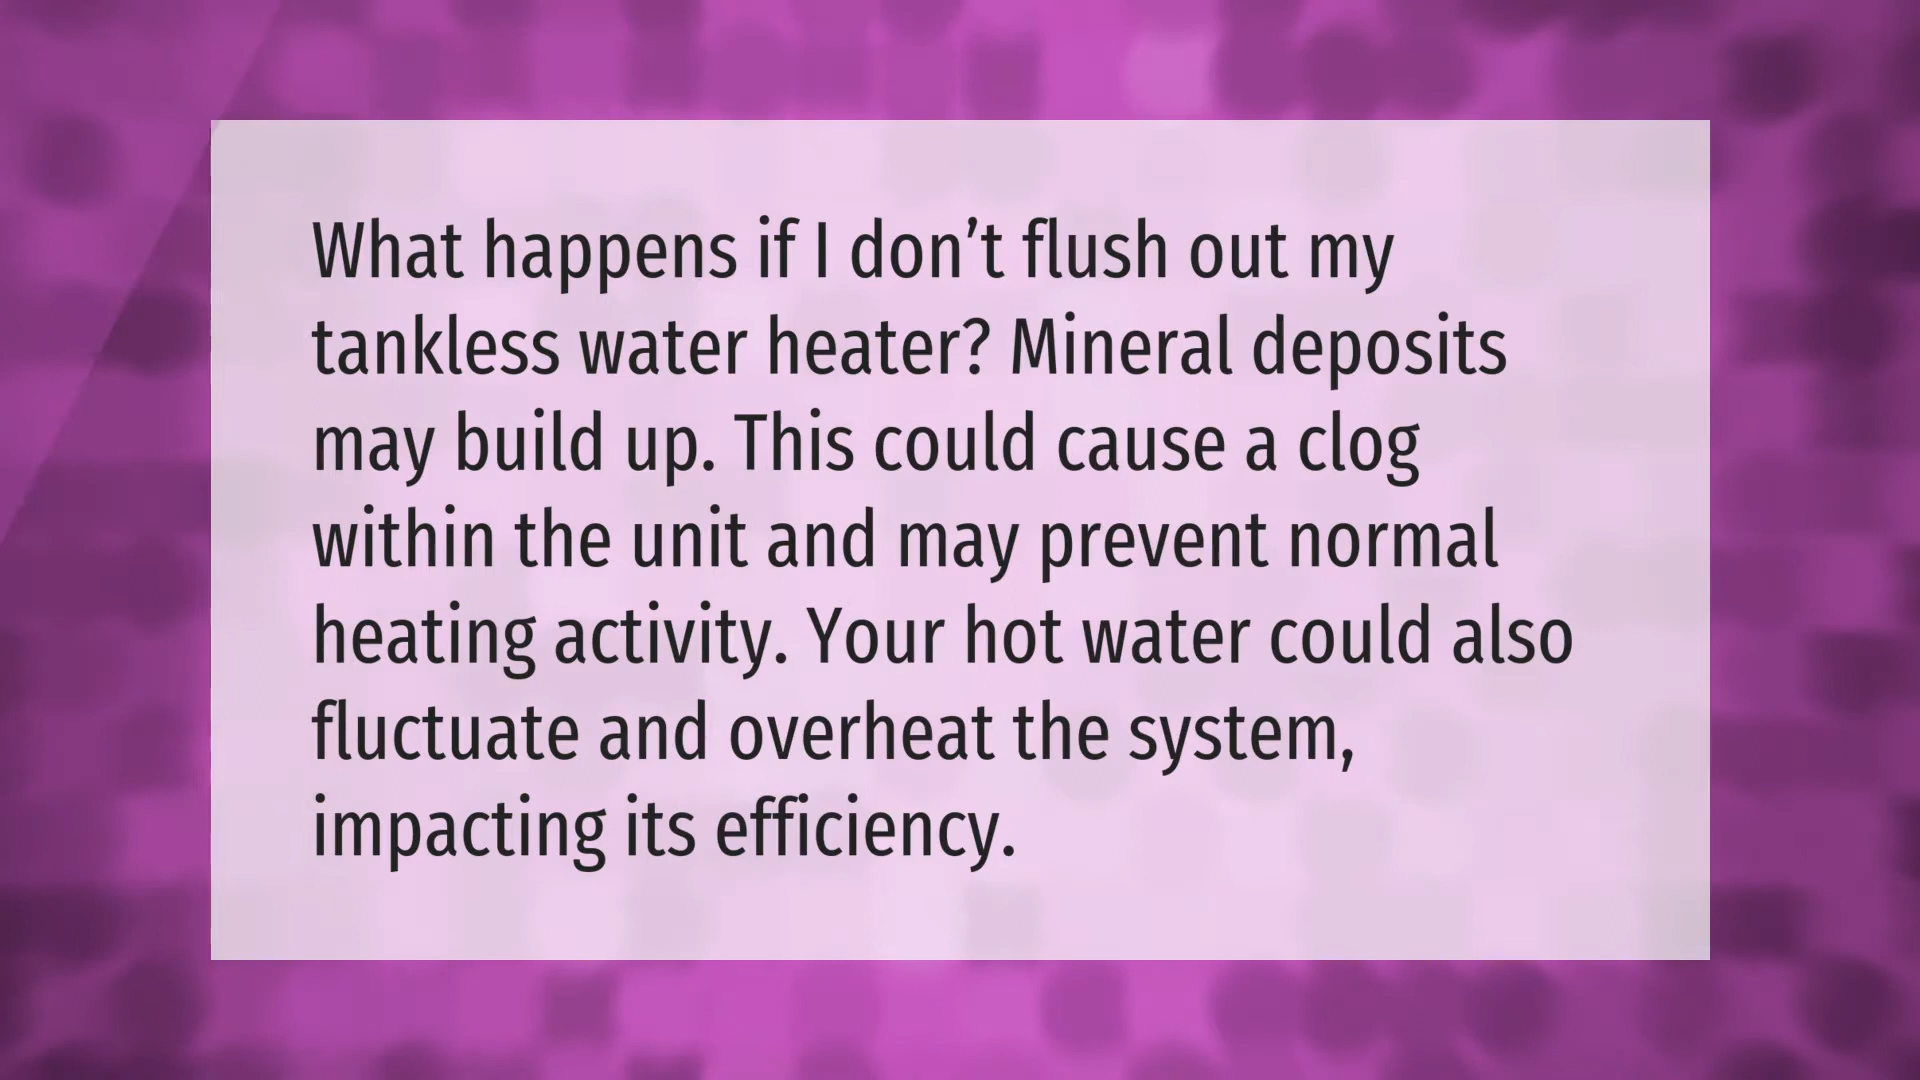 What happens if I don’t flush out my
tankless water heater? Mineral deposits
may build up. This could cause a clog
within the unit and may prevent normal
heating activity. Your hot water could also
fluctuate and overheat the system,
impacting its efficiency.